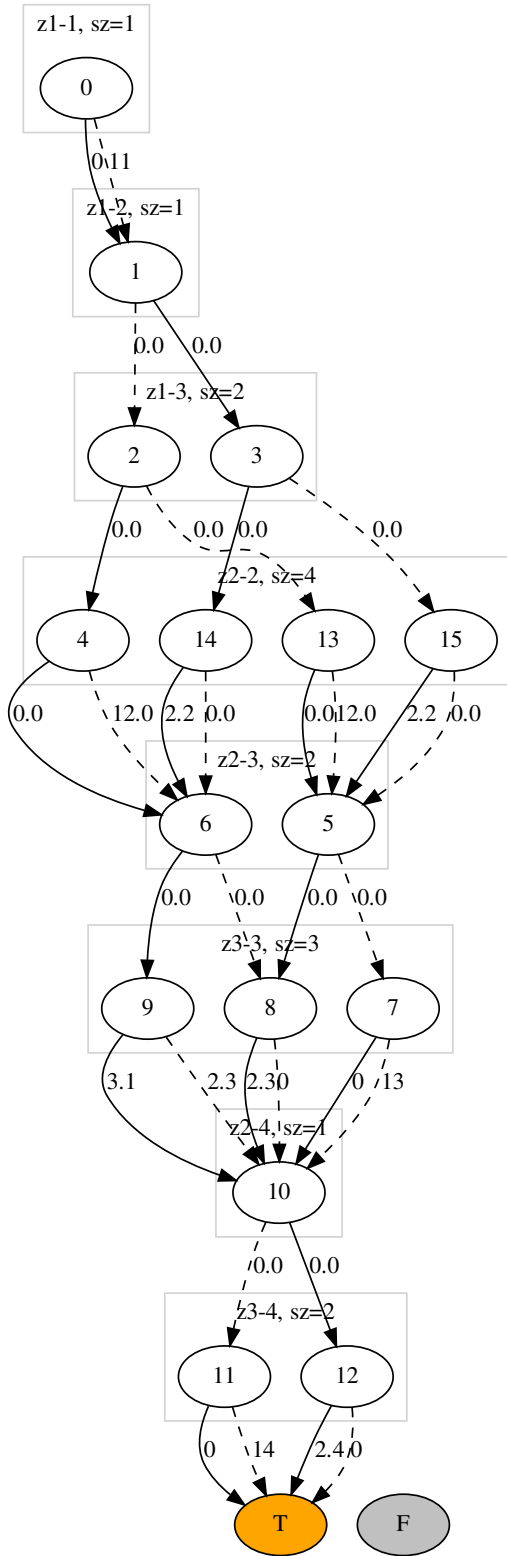 z1-1, sz=1
0
0 11
z1-2, sz=1
1
0.0 0.0
z1-3, sz=2
2 3
0.0 0.0 0.0 0.0
z2-2, sz=4
4 14 13 15
0.0 12.0 2.2 0.0 0.0 12.0 2.2 0.0
z2-3, sz=2
6 5
0.0 0.0 0.0 0.0
z3-3, sz=3
9 8 7
3.1 2.3 2.3 0 0 13
z2-4, sz=1
10
0.0 0.0
z3-4, sz=2
11 12
0 14 2.4 0
T F